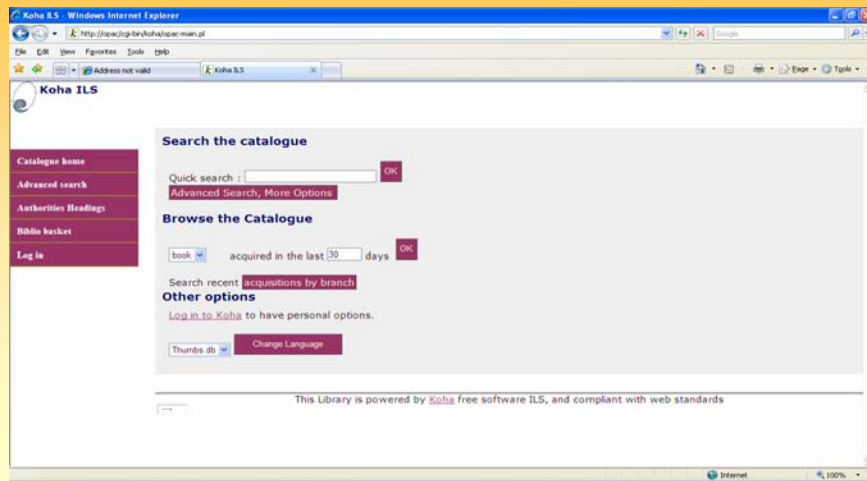 Koha ILS - Windows Internet Explorer
http://opac/cgi-bin/koha/opac-main.pl
Google
File Edit View Favorites Tools Help
Address not valid
Koha ILS
Page
Tools
Koha ILS
Catalogue home
Advanced search
Authorities Headings
Biblio basket
Log in
Search the catalogue
Quick search : OK
Advanced Search, More Options
Browse the Catalogue
book acquired in the last 30 days OK
Search recent acquisitions by branch
Other options
Log in to Koha to have personal options.
Thumbs db Change Language
This Library is powered by Koha free software ILS, and compliant with web standards
Internet 100%